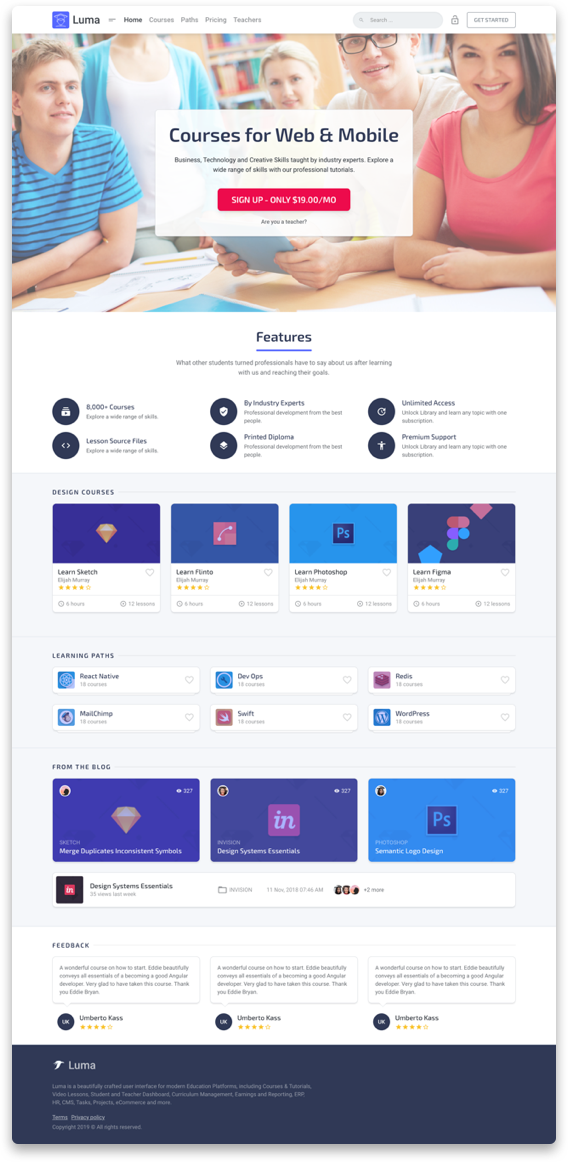 Luma
Home Courses Paths Pricing Teachers
Search...
GET STARTED
Courses for Web & Mobile
Business, Technology and Creative Skills taught by industry experts. Explore a
wide range of skills with our professional tutorials.
SIGN UP - ONLY $19.00/MO
Are you a teacher?
Features
What other students turned professionals have to say about us after learning
with us and reaching their goals.
8,000+ Courses
Explore a wide range of skills.
By Industry Experts
Professional development from the best
people.
Unlimited Access
Unlock Library and learn any topic with one
subscription.
Lesson Source Files
Explore a wide range of skills.
Printed Diploma
Professional development from the best
people.
Premium Support
Unlock Library and learn any topic with one
subscription.
DESIGN COURSES
Ps
Learn Sketch
Elijah Murray
6 hours 12 lessons
Learn Flinto
Elijah Murray
6 hours 12 lessons
Learn Photoshop
Elijah Murray
6 hours 12 lessons
Learn Figma
Elijah Murray
6 hours 12 lessons
LEARNING PATHS
React Native
18 courses
Dev Ops
18 courses
Redis
18 courses
MailChimp
18 courses
Swift
18 courses
WordPress
18 courses
FROM THE BLOG
327
SKETCH
Merge Duplicates Inconsistent Symbols
327
in
INVISION
Design Systems Essentials
327
Ps
PHOTOSHOP
Semantic Logo Design
in
Design Systems Essentials
35 views last week
INVISION
11 Nov, 2018 07:46 AM
+2 more
FEEDBACK
A wonderful course on how to start. Eddie beautifully
conveys all essentials of a becoming a good Angular
developer. Very glad to have taken this course. Thank
you Eddie Bryan.
UK
Umberto Kass
A wonderful course on how to start. Eddie beautifully
conveys all essentials of a becoming a good Angular
developer. Very glad to have taken this course. Thank
you Eddie Bryan.
UK
Umberto Kass
A wonderful course on how to start. Eddie beautifully
conveys all essentials of a becoming a good Angular
developer. Very glad to have taken this course. Thank
you Eddie Bryan.
UK
Umberto Kass
Luma
Luma is a beautifully crafted user interface for modern Education Platforms, including Courses & Tutorials,
Video Lessons, Student and Teacher Dashboard, Curriculum Management, Earnings and Reporting, ERP,
HR, CMS, Tasks, Projects, eCommerce and more.
Terms Privacy policy
Copyright 2019 © All rights reserved.